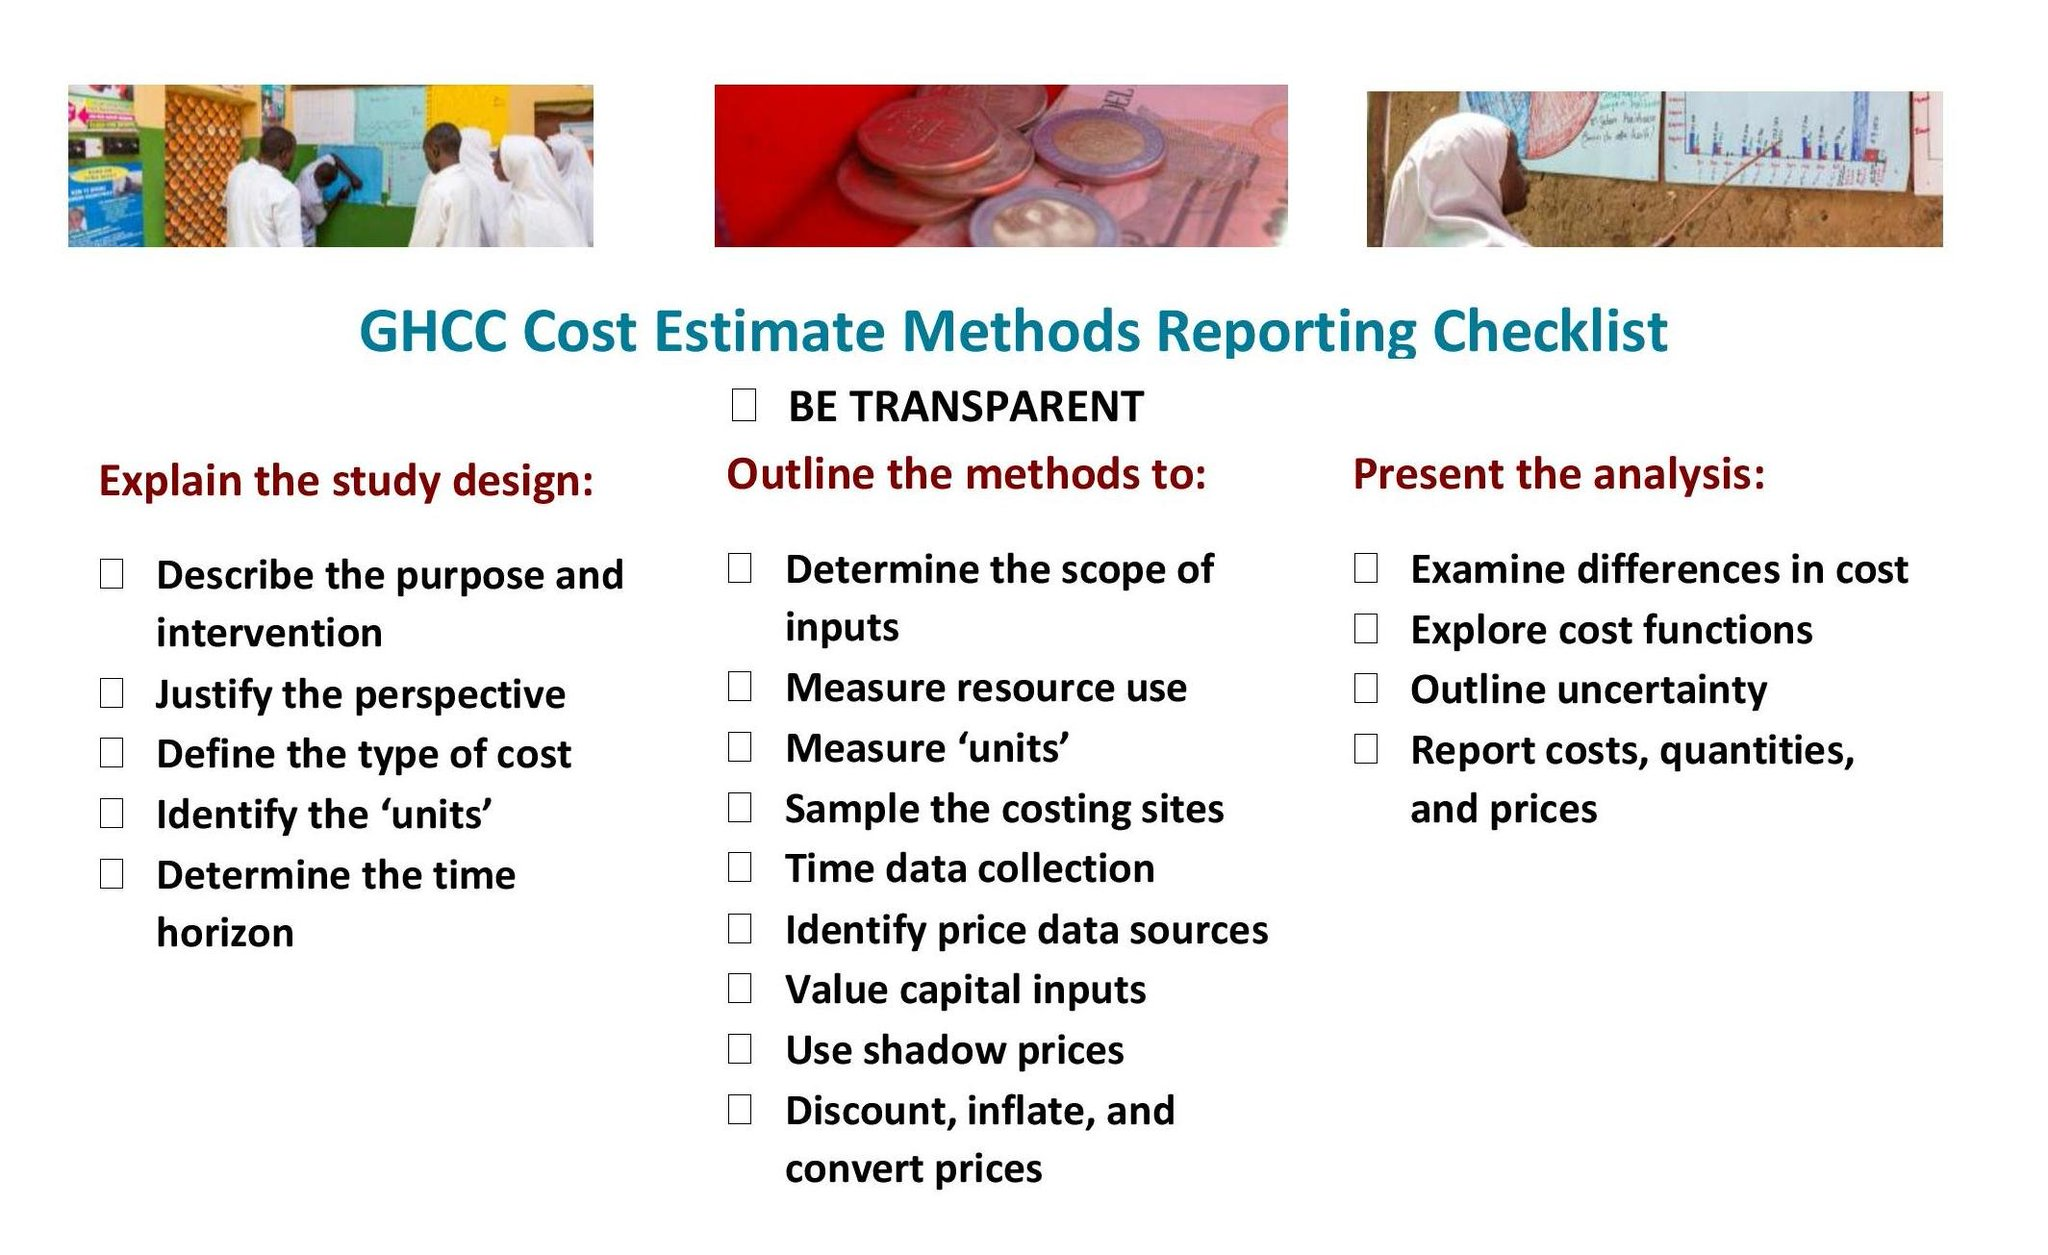 GHCC Cost Estimate Methods Reporting Checklist
☐ BE TRANSPARENT
Explain the study design:
☐ Describe the purpose and
intervention
☐ Justify the perspective
☐ Define the type of cost
☐ Identify the ‘units’
☐ Determine the time
horizon
Outline the methods to:
☐ Determine the scope of
inputs
☐ Measure resource use
☐ Measure ‘units’
☐ Sample the costing sites
☐ Time data collection
☐ Identify price data sources
☐ Value capital inputs
☐ Use shadow prices
☐ Discount, inflate, and
convert prices
Present the analysis:
☐ Examine differences in cost
☐ Explore cost functions
☐ Outline uncertainty
☐ Report costs, quantities,
and prices